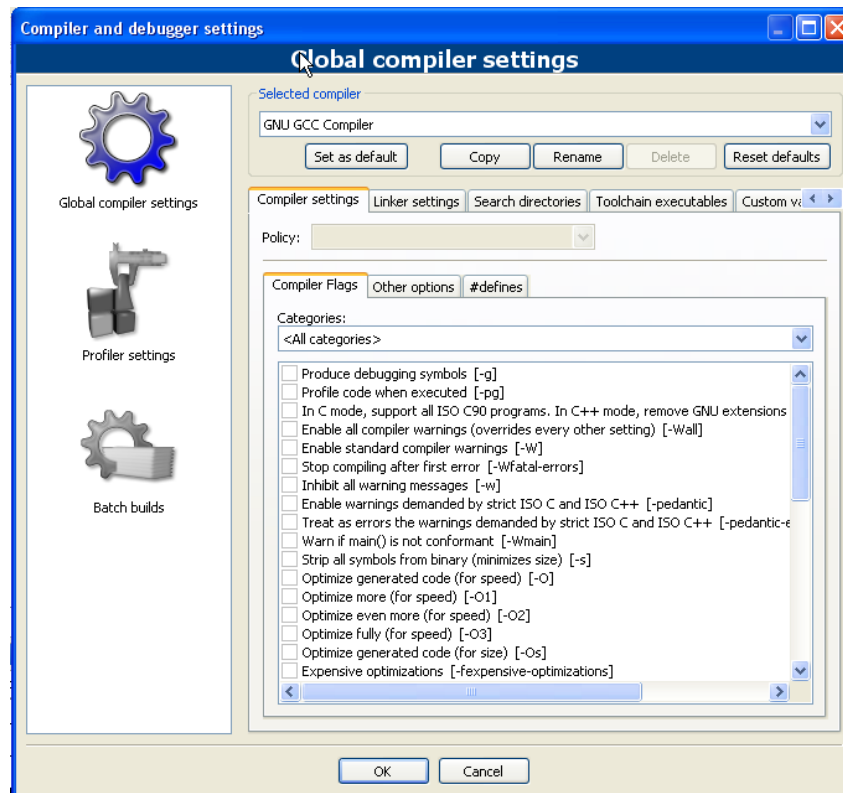 Compiler and debugger settings
Global compiler settings
Global compiler settings
Profiler settings
Batch builds
Selected compiler
GNU GCC Compiler
Set as default Copy Rename Delete Reset defaults
Compiler settings Linker settings Search directories Toolchain executables Custom va
Policy:
Compiler Flags Other options #defines
Categories:
<All categories>
Produce debugging symbols [-g]
Profile code when executed [-pg]
In C mode, support all ISO C90 programs. In C++ mode, remove GNU extensions
Enable all compiler warnings (overrides every other setting) [-Wall]
Enable standard compiler warnings [-W]
Stop compiling after first error [-Wfatal-errors]
Inhibit all warning messages [-w]
Enable warnings demanded by strict ISO C and ISO C++ [-pedantic]
Treat as errors the warnings demanded by strict ISO C and ISO C++ [-pedantic-e
Warn if main() is not conformant [-Wmain]
Strip all symbols from binary (minimizes size) [-s]
Optimize generated code (for speed) [-O]
Optimize more (for speed) [-O1]
Optimize even more (for speed) [-O2]
Optimize fully (for speed) [-O3]
Optimize generated code (for size) [-Os]
Expensive optimizations [-fexpensive-optimizations]
OK Cancel